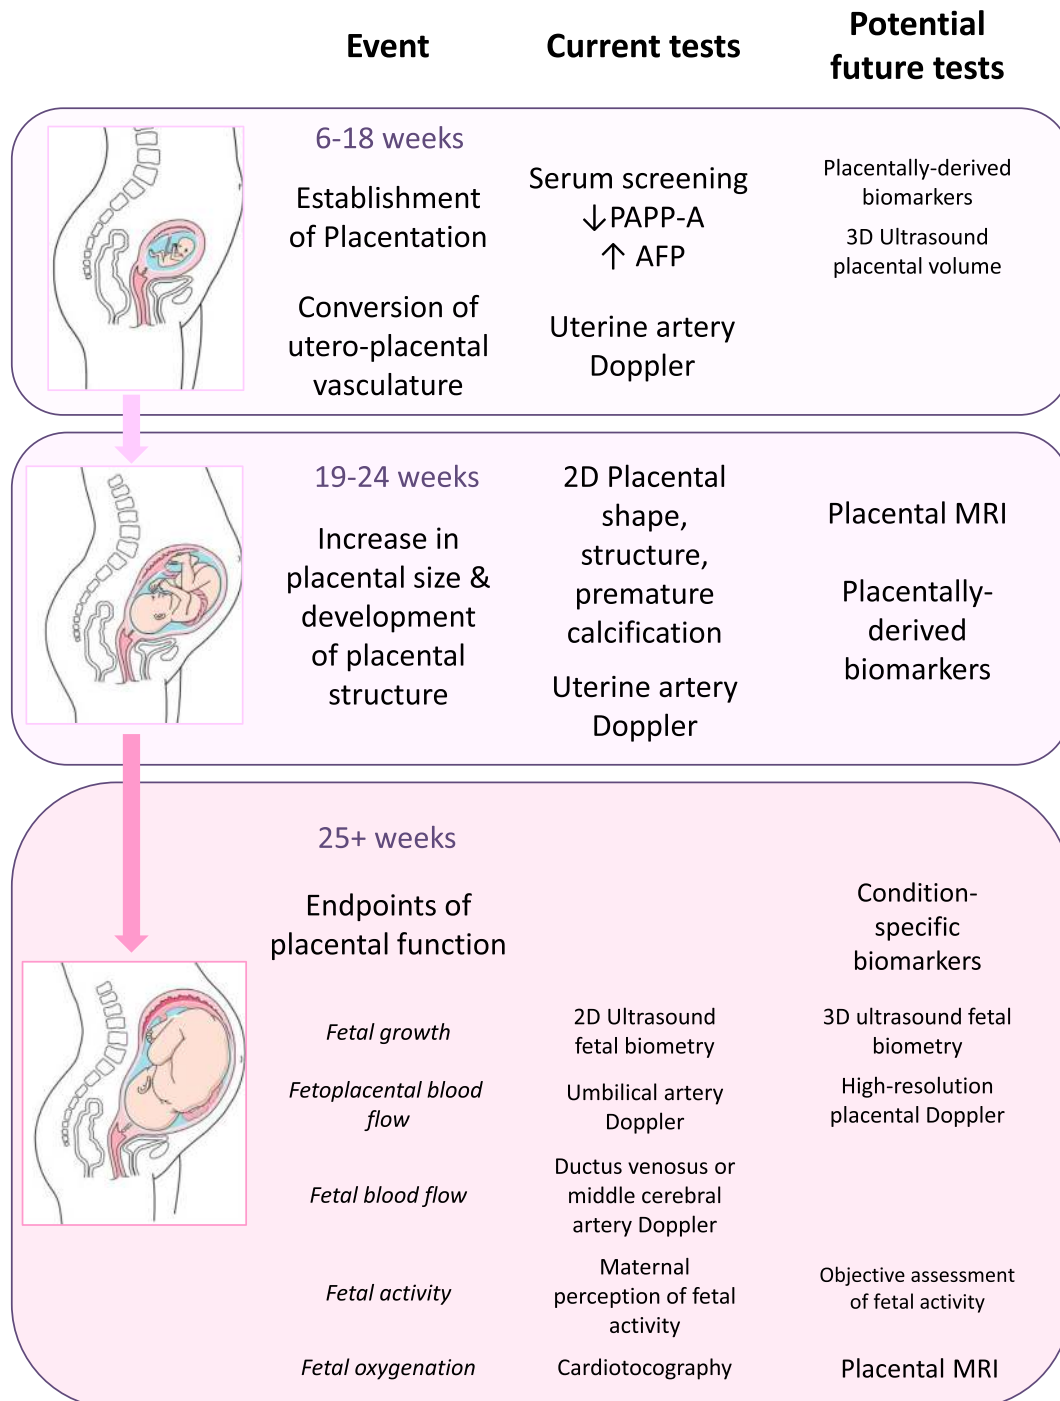 Event
Current tests
Potential
future tests
6-18 weeks
Establishment
of Placentation
Conversion of
utero-placental
vasculature
Serum screening
↓PAPP-A
↑ AFP
Uterine artery
Doppler
Placentally-derived
biomarkers
3D Ultrasound
placental volume
19-24 weeks
Increase in
placental size &
development
of placental
structure
2D Placental
shape,
structure,
premature
calcification
Uterine artery
Doppler
Placental MRI
Placentally-
derived
biomarkers
25+ weeks
Endpoints of
placental function
Condition-
specific
biomarkers
Fetal growth
2D Ultrasound
fetal biometry
3D ultrasound fetal
biometry
Fetoplacental blood
flow
Umbilical artery
Doppler
High-resolution
placental Doppler
Fetal blood flow
Ductus venosus or
middle cerebral
artery Doppler
Fetal activity
Maternal
perception of fetal
activity
Objective assessment
of fetal activity
Fetal oxygenation
Cardiotocography
Placental MRI